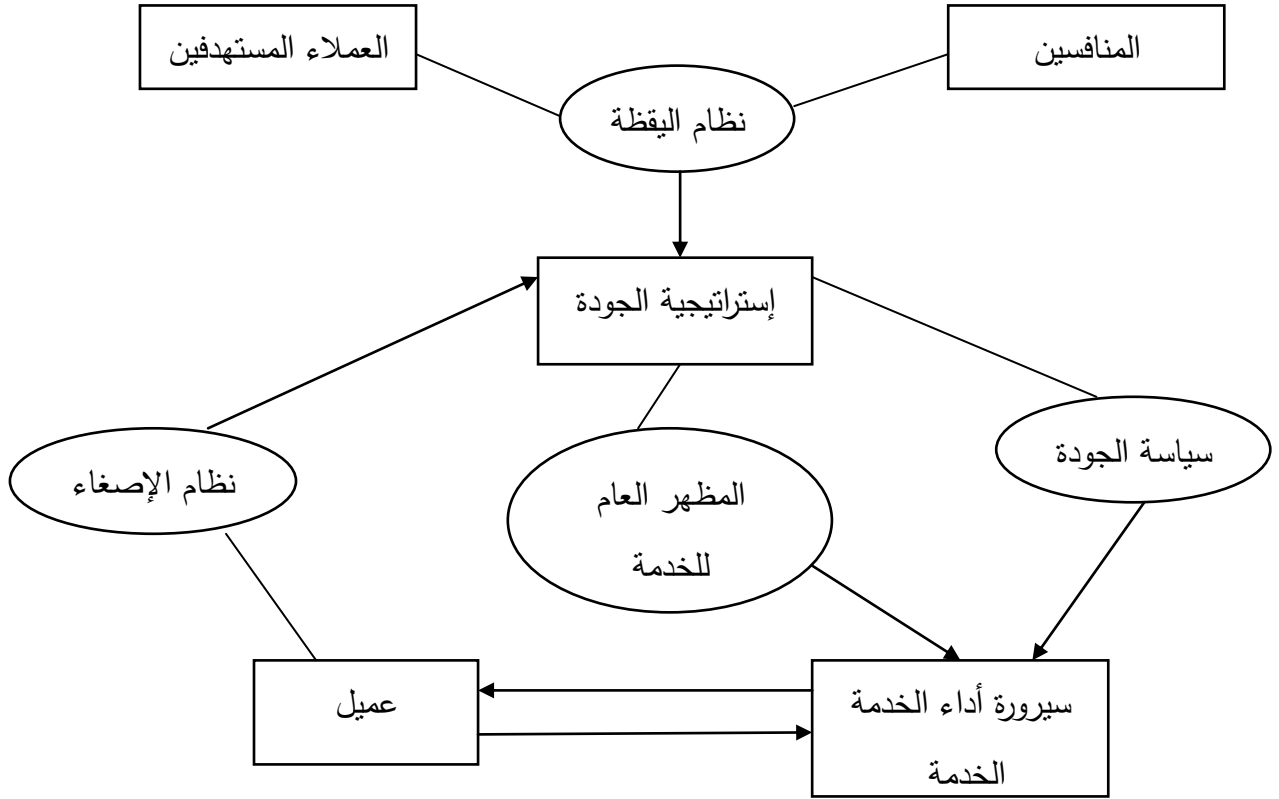 المنافسين
العملاء المستهدفين
نظام اليقظة
إستراتيجية الجودة
سياسة الجودة
المظهر العام
للخدمة
نظام الإصغاء
سيرورة أداء الخدمة
الخدمة
عميل